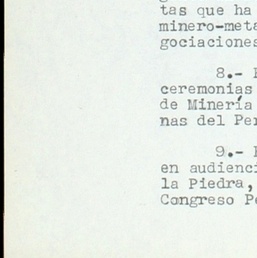 tas que ha
minero-meta
gociaciones
8.-
ceremonias
de Minería
nas del Per
9.-
en audienci
la Piedra,
Congreso Pe